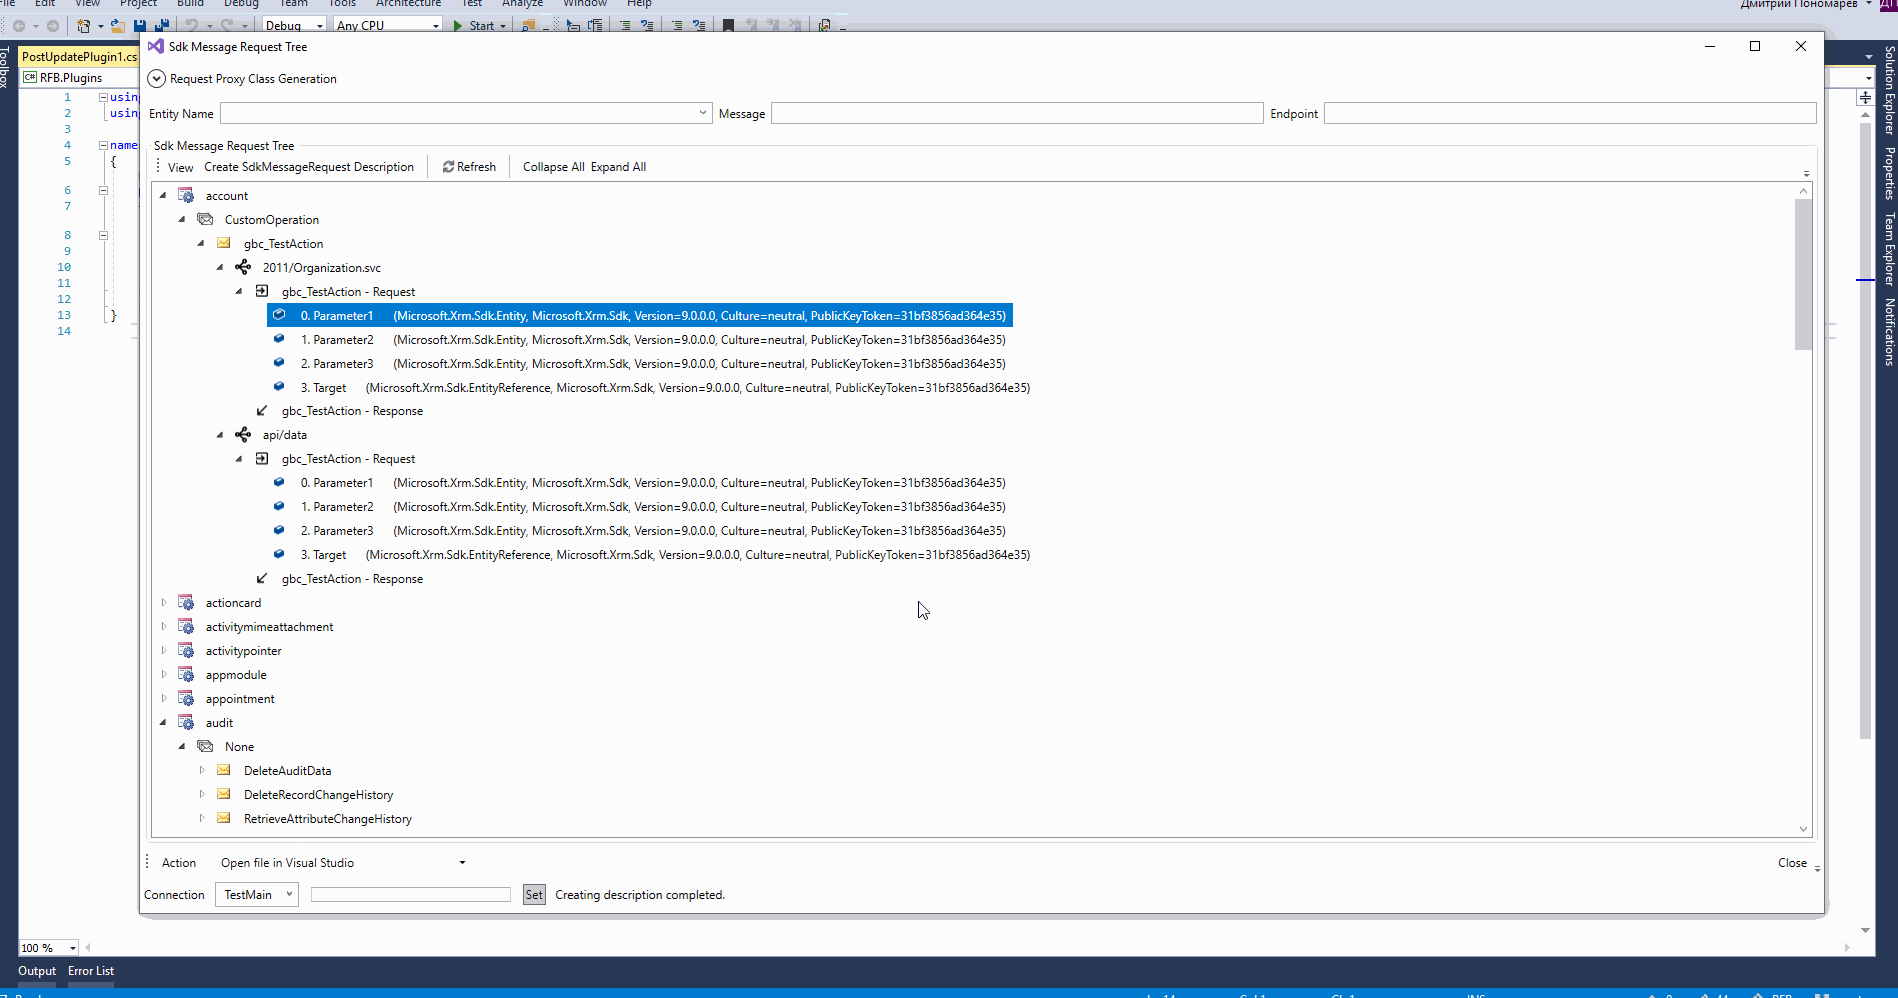 File Edit View Project Build Debug Team Tools Architecture Test Analyze Window Help Дмитрий Пономарев ДП
Debug Any CPU Start
Toolbox
PostUpdatePlugin1.cs
RFB.Plugins
Sdk Message Request Tree
Request Proxy Class Generation
Entity Name Message Endpoint
Sdk Message Request Tree
View Create SdkMessageRequest Description Refresh Collapse All Expand All
account
CustomOperation
gbc_TestAction
2011/Organization.svc
gbc_TestAction - Request
0. Parameter1 (Microsoft.Xrm.Sdk.Entity, Microsoft.Xrm.Sdk, Version=9.0.0.0, Culture=neutral, PublicKeyToken=31bf3856ad364e35)
1. Parameter2 (Microsoft.Xrm.Sdk.Entity, Microsoft.Xrm.Sdk, Version=9.0.0.0, Culture=neutral, PublicKeyToken=31bf3856ad364e35)
2. Parameter3 (Microsoft.Xrm.Sdk.Entity, Microsoft.Xrm.Sdk, Version=9.0.0.0, Culture=neutral, PublicKeyToken=31bf3856ad364e35)
3. Target (Microsoft.Xrm.Sdk.EntityReference, Microsoft.Xrm.Sdk, Version=9.0.0.0, Culture=neutral, PublicKeyToken=31bf3856ad364e35)
gbc_TestAction - Response
api/data
gbc_TestAction - Request
0. Parameter1 (Microsoft.Xrm.Sdk.Entity, Microsoft.Xrm.Sdk, Version=9.0.0.0, Culture=neutral, PublicKeyToken=31bf3856ad364e35)
1. Parameter2 (Microsoft.Xrm.Sdk.Entity, Microsoft.Xrm.Sdk, Version=9.0.0.0, Culture=neutral, PublicKeyToken=31bf3856ad364e35)
2. Parameter3 (Microsoft.Xrm.Sdk.Entity, Microsoft.Xrm.Sdk, Version=9.0.0.0, Culture=neutral, PublicKeyToken=31bf3856ad364e35)
3. Target (Microsoft.Xrm.Sdk.EntityReference, Microsoft.Xrm.Sdk, Version=9.0.0.0, Culture=neutral, PublicKeyToken=31bf3856ad364e35)
gbc_TestAction - Response
actioncard
activitymimeattachment
activitypointer
appmodule
appointment
audit
None
DeleteAuditData
DeleteRecordChangeHistory
RetrieveAttributeChangeHistory
Action Open file in Visual Studio Close
Connection TestMain Set Creating description completed.
1 usin
2 usin
3
4 name
5 {
6
7
8
9
10
11
12
13 }
14
Solution Explorer
Properties
Team Explorer
Notifications
100 %
Output Error List